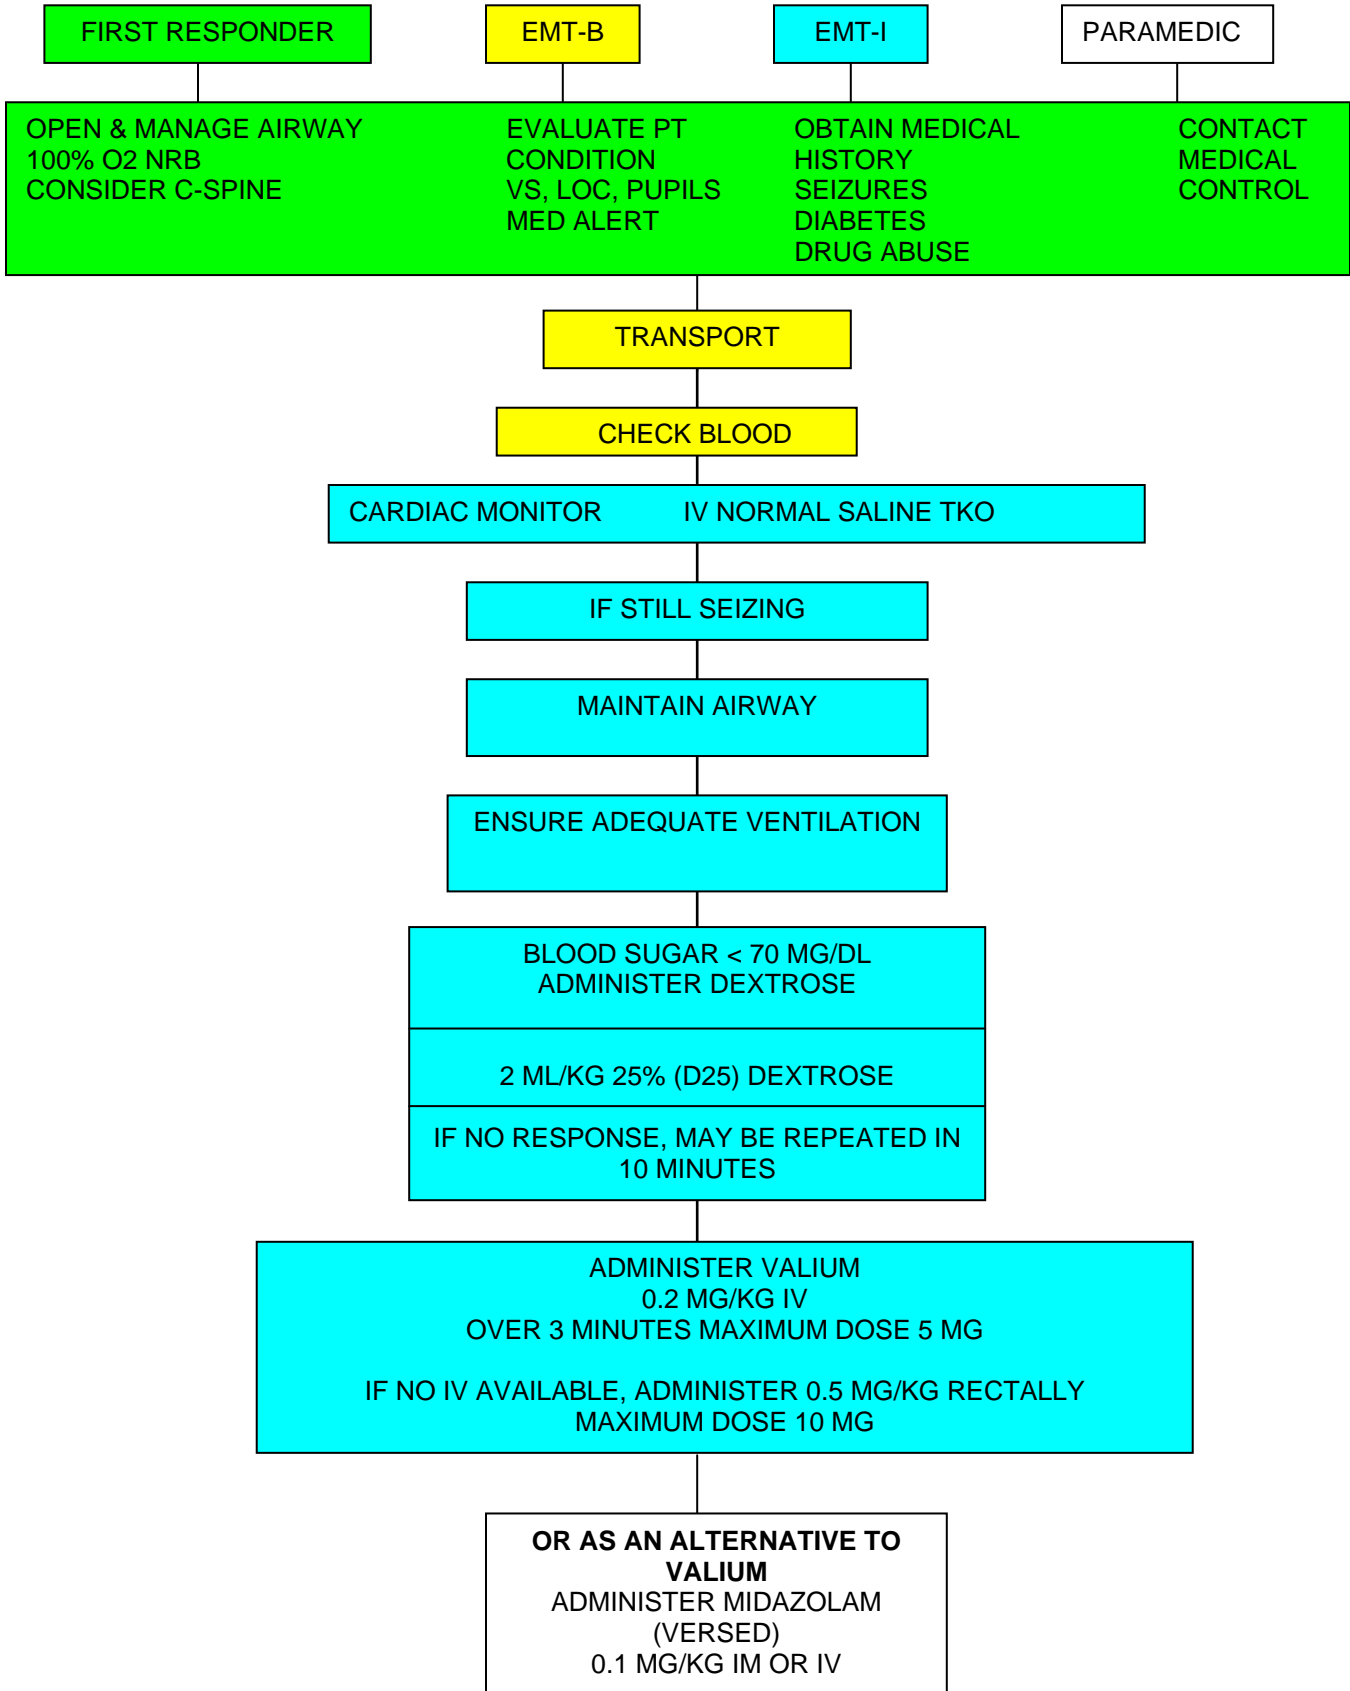 FIRST RESPONDER
EMT-B
EMT-I
PARAMEDIC
OPEN & MANAGE AIRWAY
100% O2 NRB
CONSIDER C-SPINE
EVALUATE PT
CONDITION
VS, LOC, PUPILS
MED ALERT
OBTAIN MEDICAL
HISTORY
SEIZURES
DIABETES
DRUG ABUSE
CONTACT
MEDICAL
CONTROL
TRANSPORT
CHECK BLOOD
CARDIAC MONITOR IV NORMAL SALINE TKO
IF STILL SEIZING
MAINTAIN AIRWAY
ENSURE ADEQUATE VENTILATION
BLOOD SUGAR < 70 MG/DL
ADMINISTER DEXTROSE
2 ML/KG 25% (D25) DEXTROSE
IF NO RESPONSE, MAY BE REPEATED IN
10 MINUTES
ADMINISTER VALIUM
0.2 MG/KG IV
OVER 3 MINUTES MAXIMUM DOSE 5 MG
IF NO IV AVAILABLE, ADMINISTER 0.5 MG/KG RECTALLY
MAXIMUM DOSE 10 MG
OR AS AN ALTERNATIVE TO
VALIUM
ADMINISTER MIDAZOLAM
(VERSED)
0.1 MG/KG IM OR IV